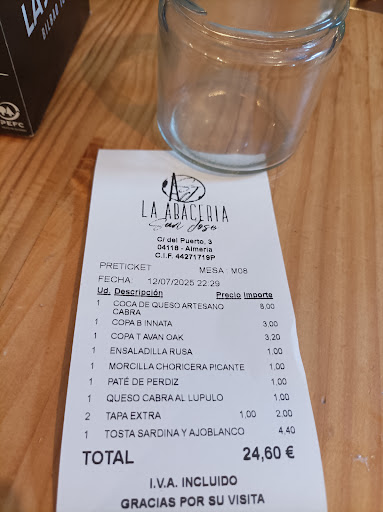 PEFC
LA ABACERIA
San Jose
C/ del Puerto, 3
04118 - Almeria
C.I.F. 44271719P
PRETICKET MESA: M08
FECHA: 12/07/2025 22:29
Ud. Descripción Precio Importe
1 COCA DE QUESO ARTESANO 8,00
CABRA
1 COPA B INNATA 3,00
1 COPA T AVAN OAK 3,20
1 ENSALADILLA RUSA 1,00
1 MORCILLA CHORICERA PICANTE 1,00
1 PATÉ DE PERDIZ 1,00
1 QUESO CABRA AL LUPULO 1,00
2 TAPA EXTRA 1,00 2,00
1 TOSTA SARDINA Y AJOBLANCO 4,40
TOTAL 24,60 €
I.V.A. INCLUIDO
GRACIAS POR SU VISITA